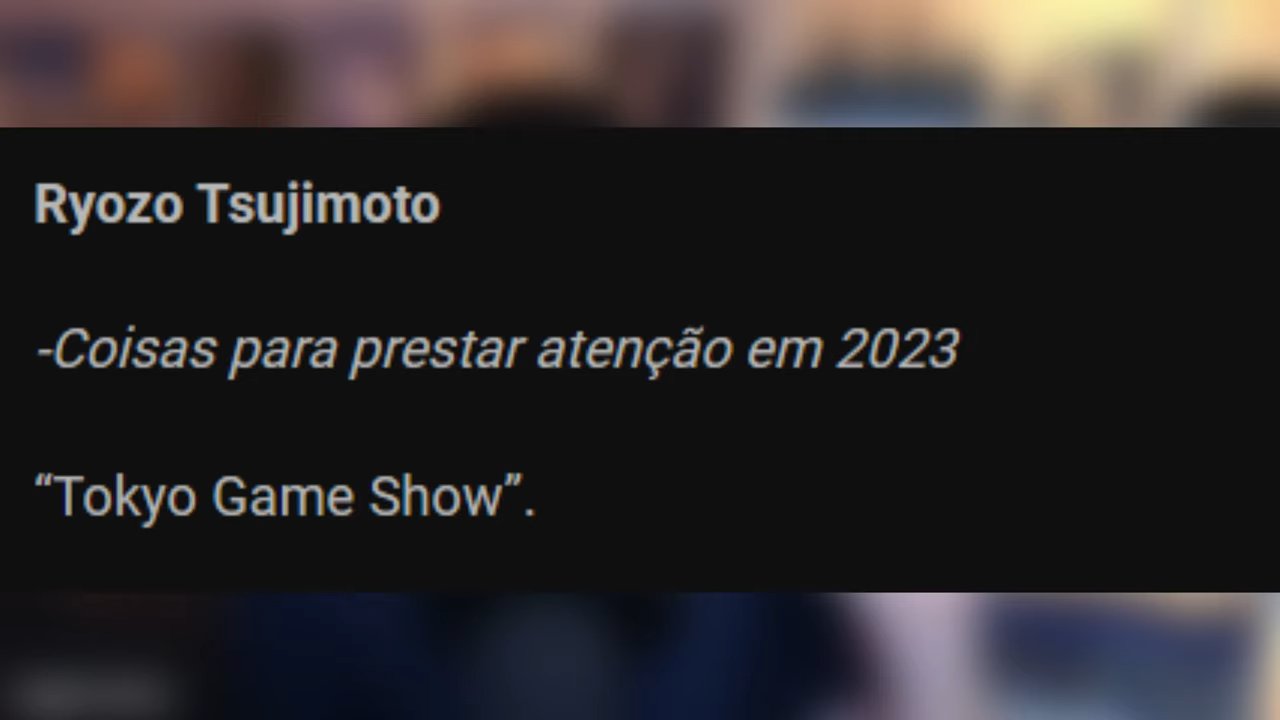 Ryozo Tsujimoto
-Coisas para prestar atenção em 2023
“Tokyo Game Show”.